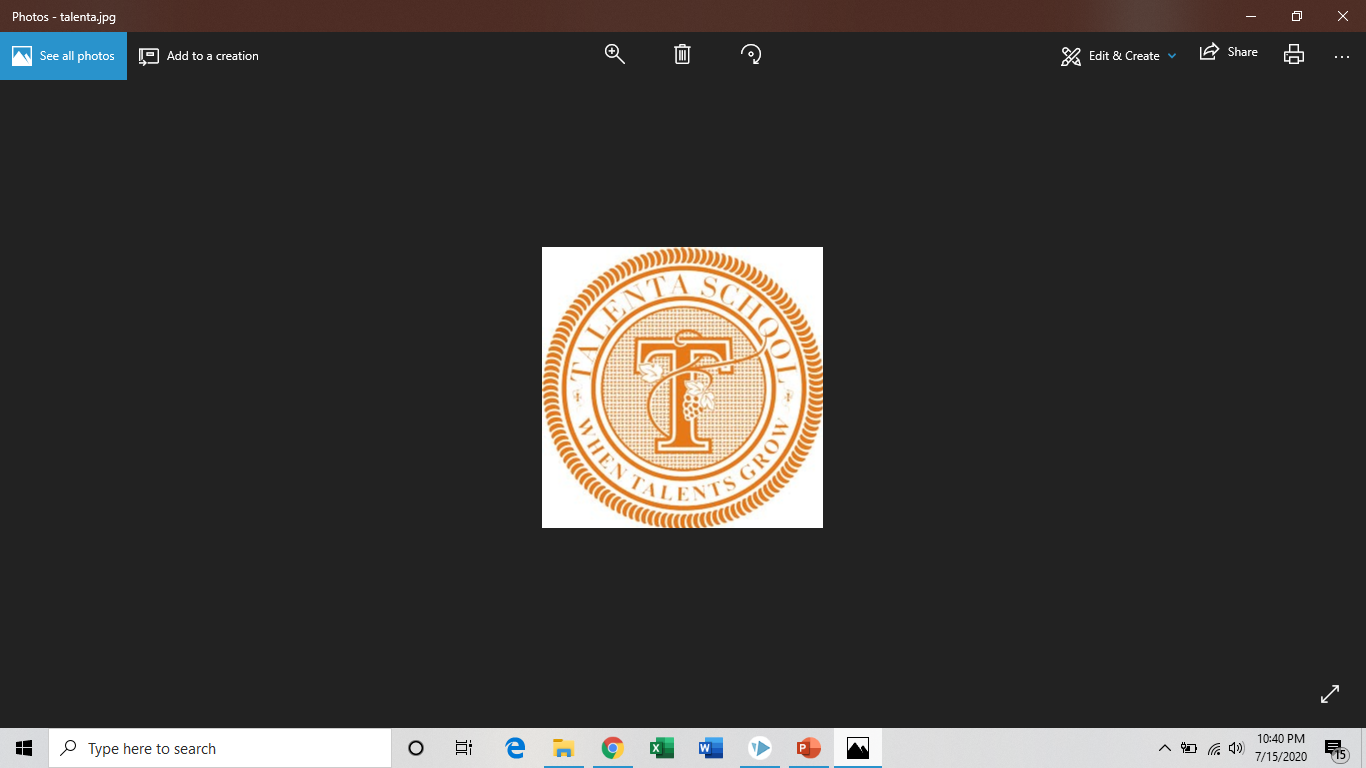 Photos - talenta.jpg
See all photos
Add to a creation
Edit & Create
Share
TALENTA SCHOOL
T
WHEN TALENTS GROW
Type here to search
10:40 PM
7/15/2020
15